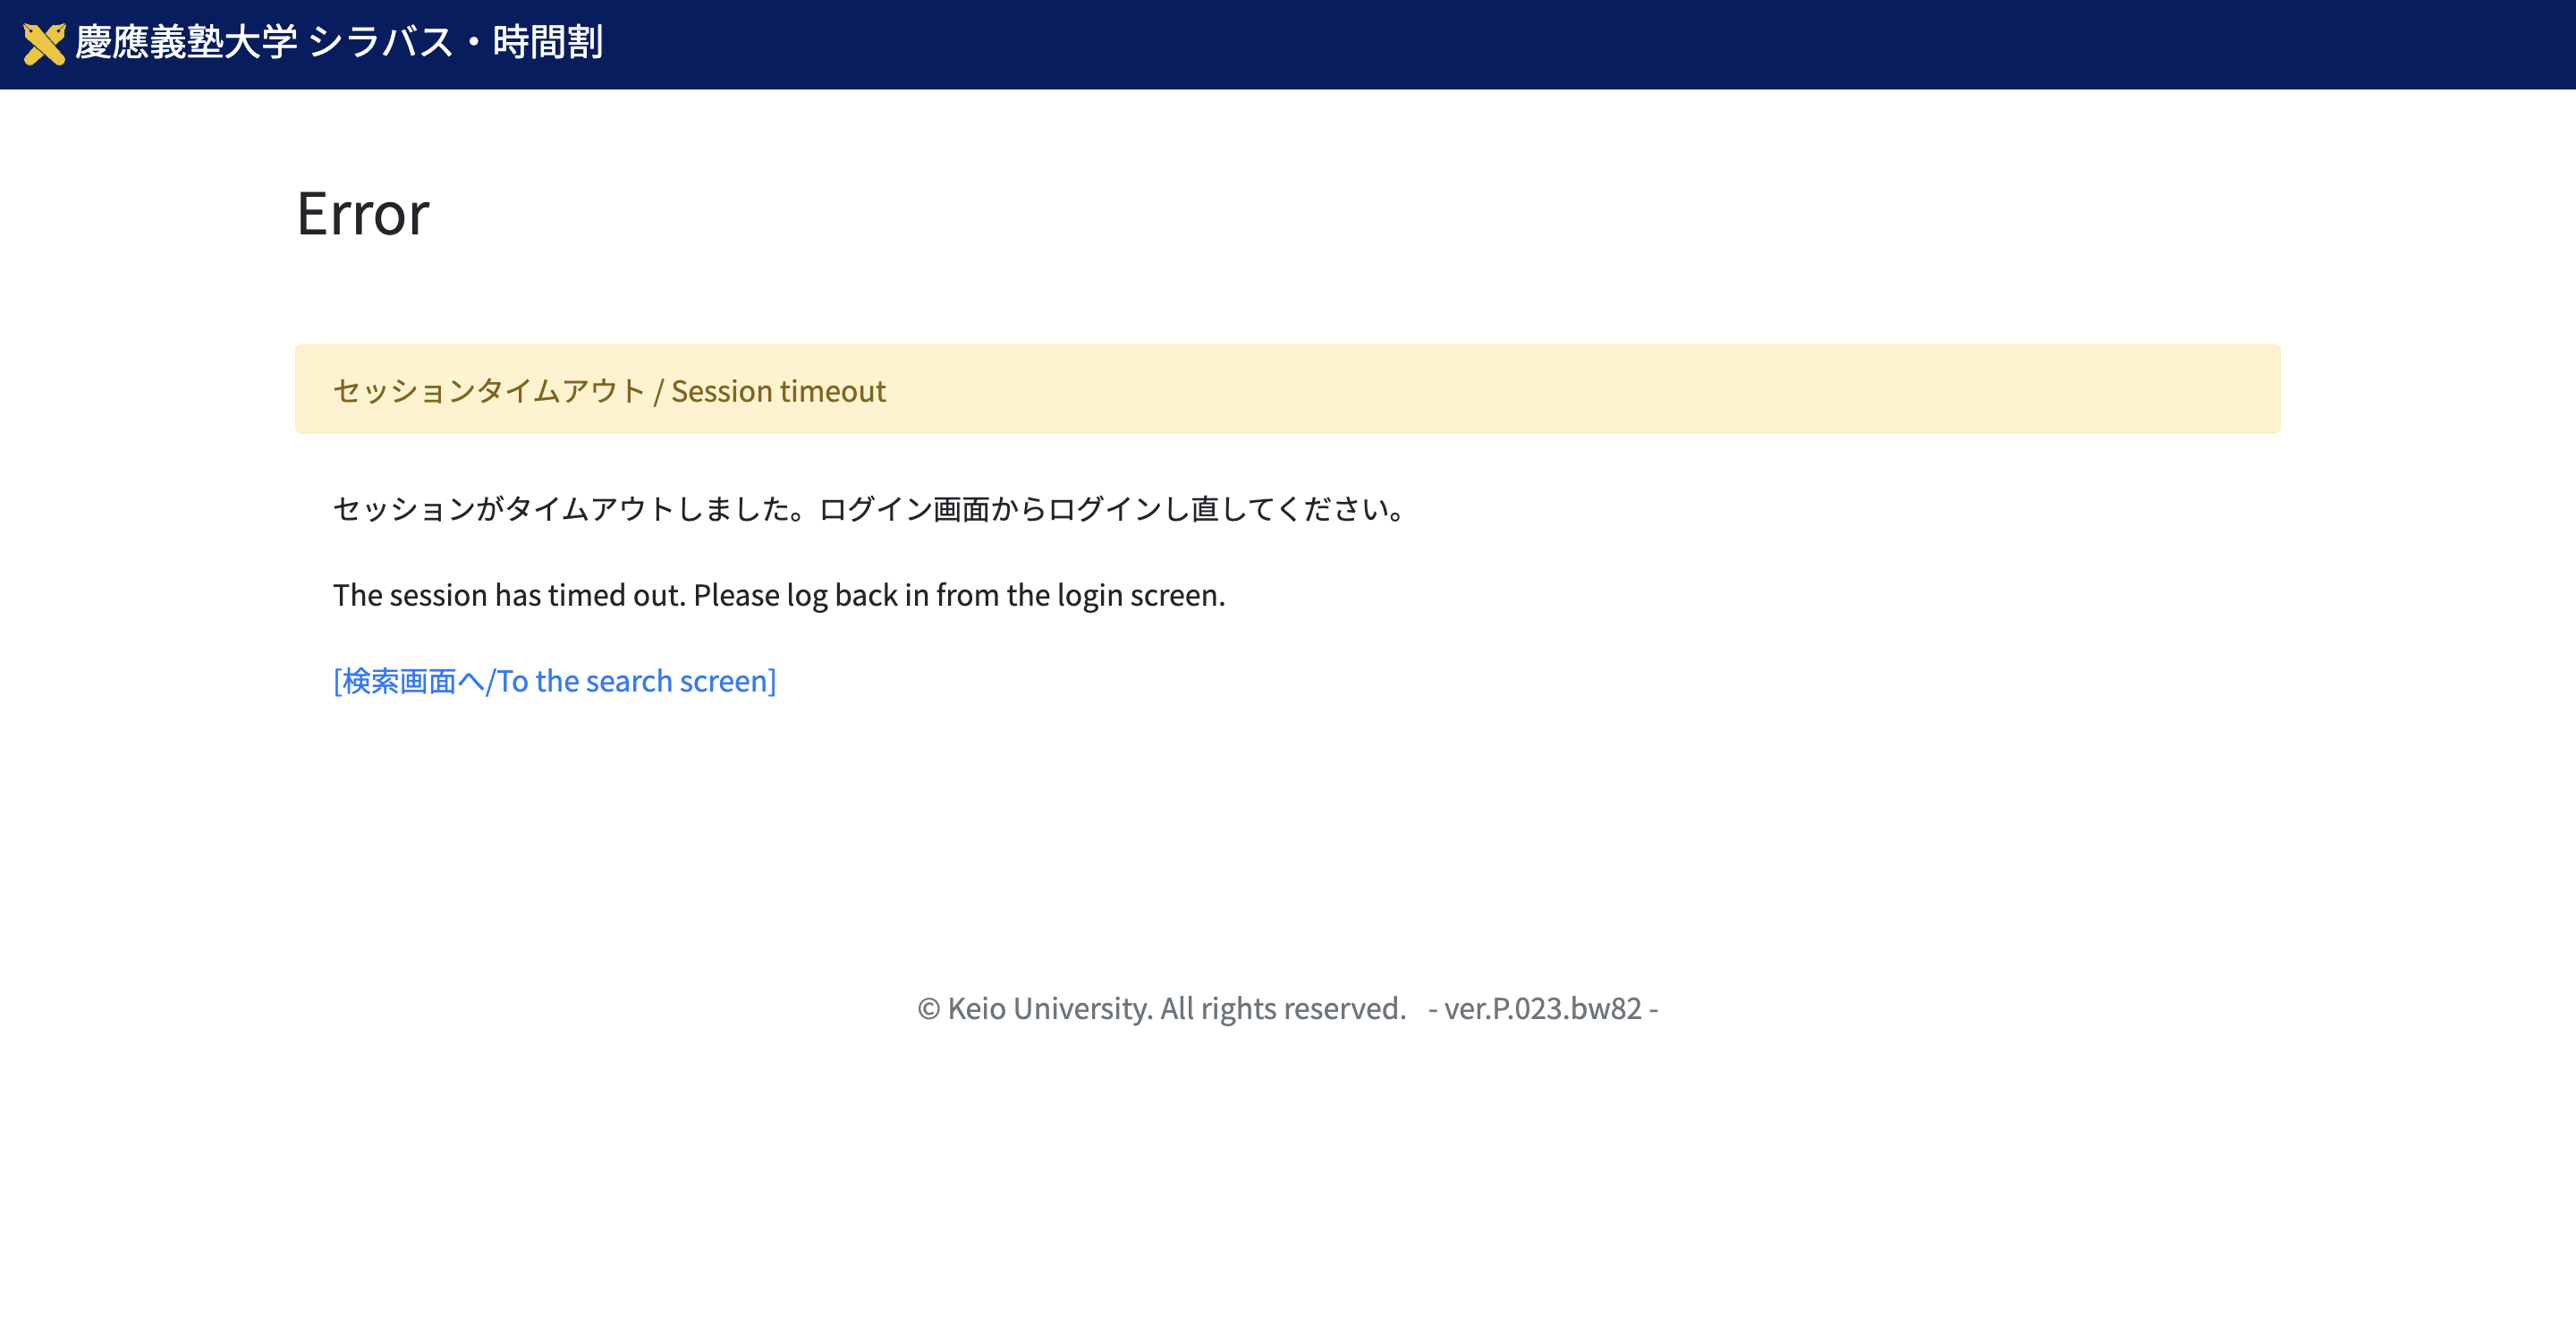 慶應義塾大学 シラバス・時間割
Error
セッションタイムアウト / Session timeout
セッションがタイムアウトしました。ログイン画面からログインし直してください。
The session has timed out. Please log back in from the login screen.
[検索画面へ/To the search screen]
© Keio University. All rights reserved.   - ver.P.023.bw82 -